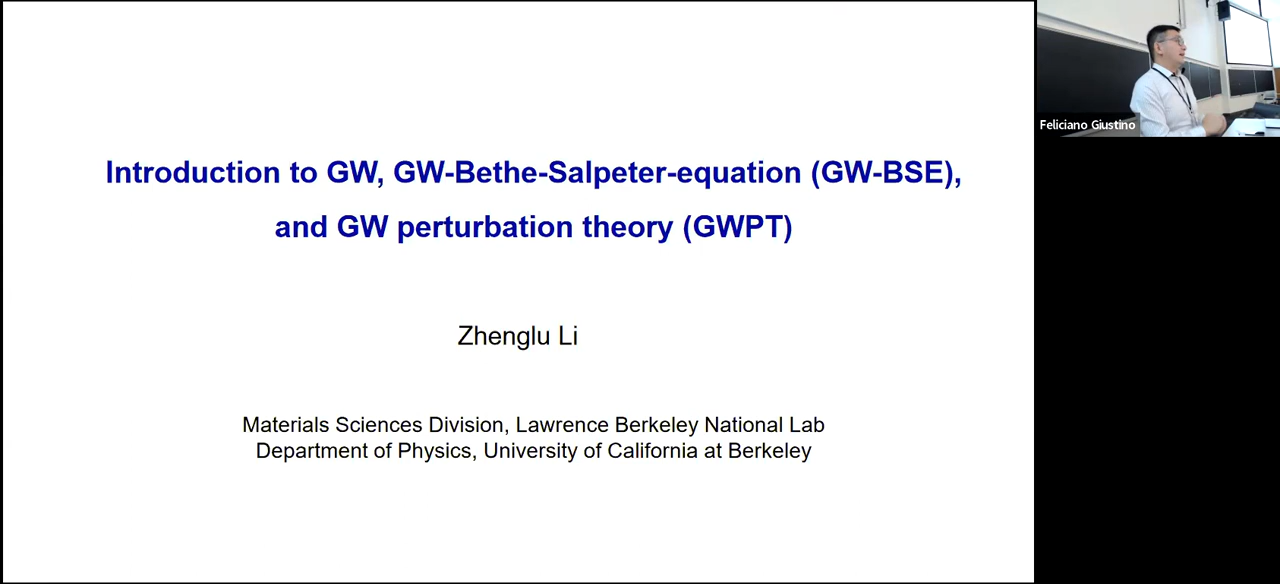 Introduction to GW, GW-Bethe-Salpeter-equation (GW-BSE),
and GW perturbation theory (GWPT)
Zhenglu Li
Materials Sciences Division, Lawrence Berkeley National Lab
Department of Physics, University of California at Berkeley
Feliciano Giustino